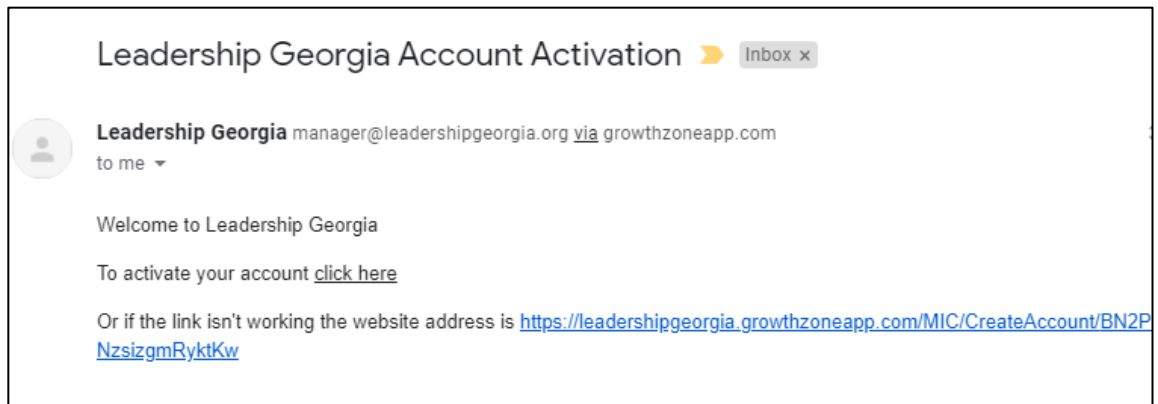 Leadership Georgia Account Activation Inbox x
Leadership Georgia manager@leadershipgeorgia.org via growthzoneapp.com
to me
Welcome to Leadership Georgia
To activate your account click here
Or if the link isn't working the website address is https://leadershipgeorgia.growthzoneapp.com/MIC/CreateAccount/BN2P
NzsizgmRyktKw